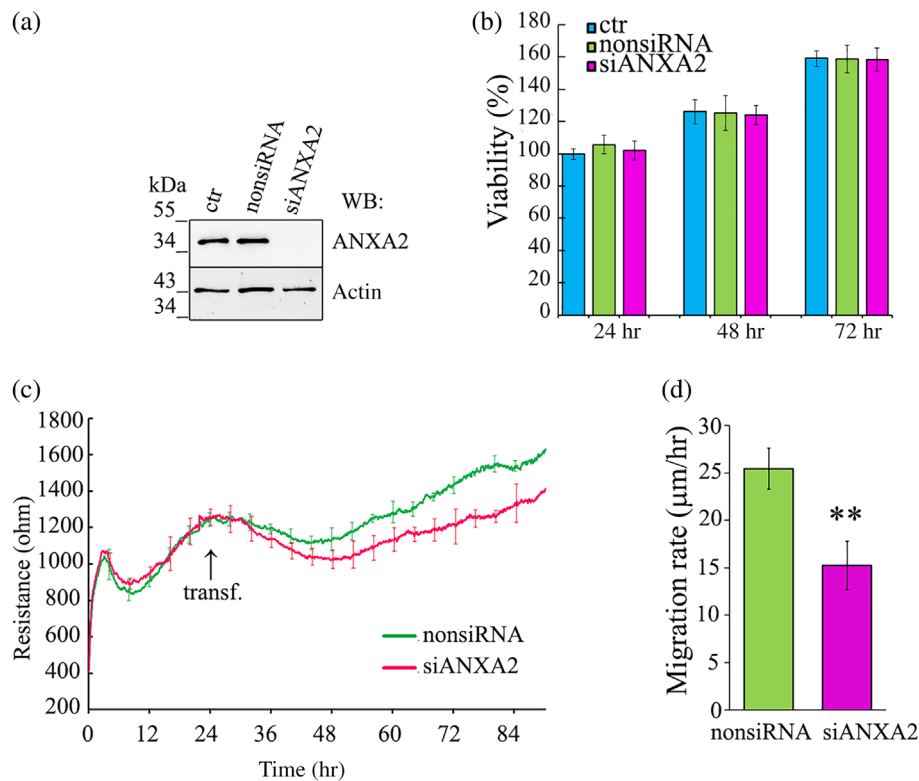 (a)
kDa
55
34
43
34
ctr
nonsiRNA
siANXA2
WB:
ANXA2
Actin
(b)
ctr
nonsiRNA
siANXA2
Viability (%)
180
160
140
120
100
80
60
40
20
0
24 hr
48 hr
72 hr
(c)
Resistance (ohm)
1800
1600
1400
1200
1000
800
600
400
200
transf.
nonsiRNA
siANXA2
0 12 24 36 48 60 72 84
Time (hr)
(d)
Migration rate (μm/hr)
30
25
20
15
10
5
0
**
nonsiRNA siANXA2